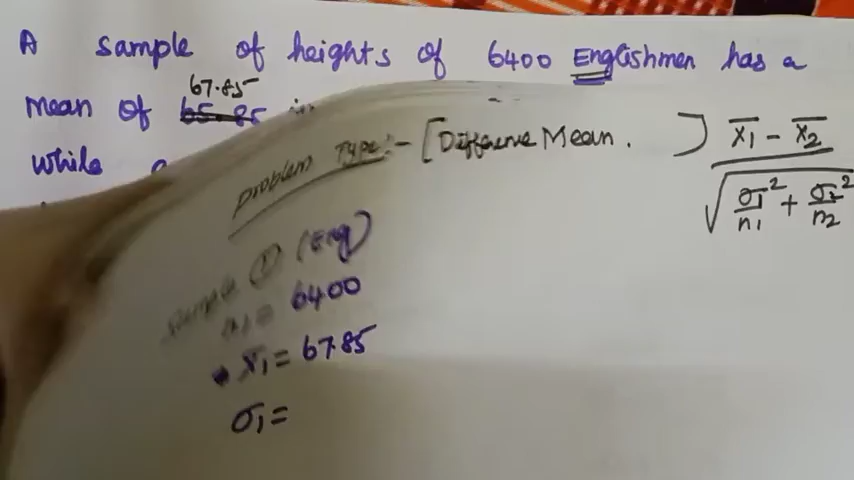 A sample of heights of 6400 Englishmen has a
67.85
mean of 65.85 in
while a
Problem Type:- [Difference Mean. ]
x̄₁ - x̄₂
√ σ₁²/n₁ + σ₂²/n₂
Sample ① (Eng)
n₁= 6400
x̄₁= 67.85
σ₁=